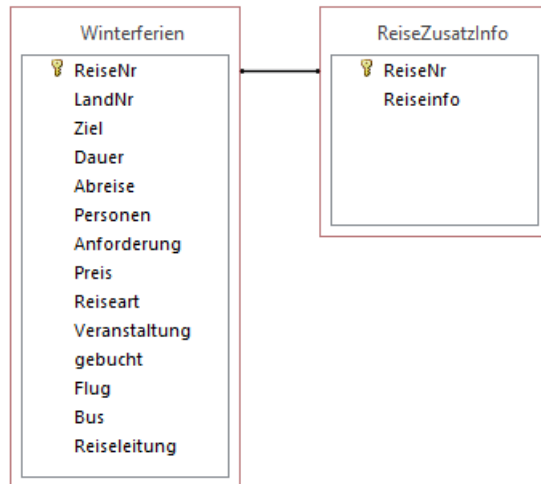 Winterferien
ReiseNr
LandNr
Ziel
Dauer
Abreise
Personen
Anforderung
Preis
Reiseart
Veranstaltung
gebucht
Flug
Bus
Reiseleitung
ReiseZusatzInfo
ReiseNr
Reiseinfo